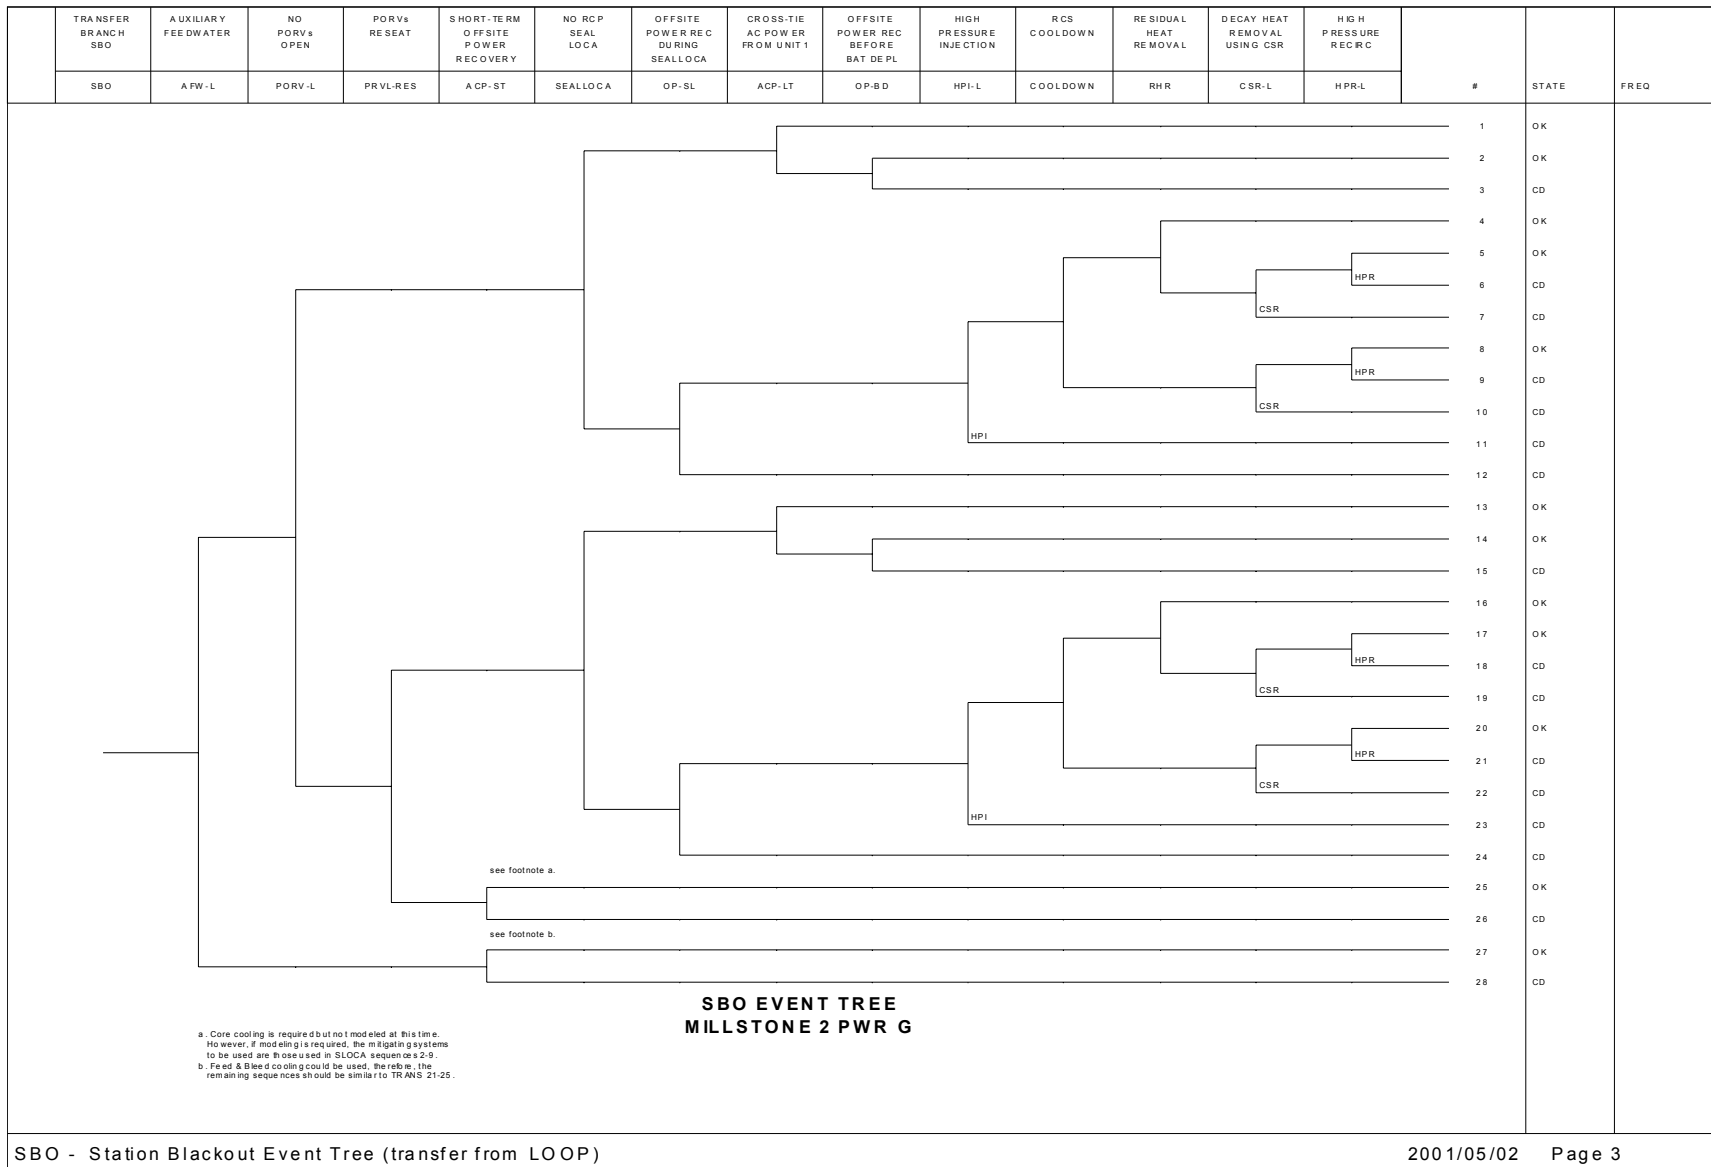 TRANSFER BRANCH SBO
AUXILIARY FEEDWATER
NO PORVs OPEN
PORVs RESEAT
SHORT-TERM OFFSITE POWER RECOVERY
NO RCP SEAL LOCA
OFFSITE POWER REC DURING SEALLOCA
CROSS-TIE AC POWER FROM UNIT 1
OFFSITE POWER REC BEFORE BAT DEPL
HIGH PRESSURE INJECTION
RCS COOLDOWN
RESIDUAL HEAT REMOVAL
DECAY HEAT REMOVAL USING CSR
HIGH PRESSURE RECIRC
SBO
AFW-L
PORV-L
PRVL-RES
ACP-ST
SEALLOCA
OP-SL
ACP-LT
OP-BD
HPI-L
COOLDOWN
RHR
CSR-L
HPR-L
#
STATE
FREQ
1 OK
2 OK
3 CD
4 OK
5 OK
HPR
6 CD
CSR
7 CD
8 OK
HPR
9 CD
CSR
10 CD
HPI
11 CD
12 CD
13 OK
14 OK
15 CD
16 OK
17 OK
HPR
18 CD
CSR
19 CD
20 OK
HPR
21 CD
CSR
22 CD
HPI
23 CD
24 CD
see footnote a.
25 OK
26 CD
see footnote b.
27 OK
28 CD
SBO EVENT TREE
MILLSTONE 2 PWR G
a. Core cooling is required but not modeled at this time.
However, if modeling is required, the mitigating systems
to be used are those used in SLOCA sequences 2-9.
b. Feed & Bleed cooling could be used, therefore, the
remaining sequences should be similar to TRANS 21-25.
SBO - Station Blackout Event Tree (transfer from LOOP)
2001/05/02 Page 3